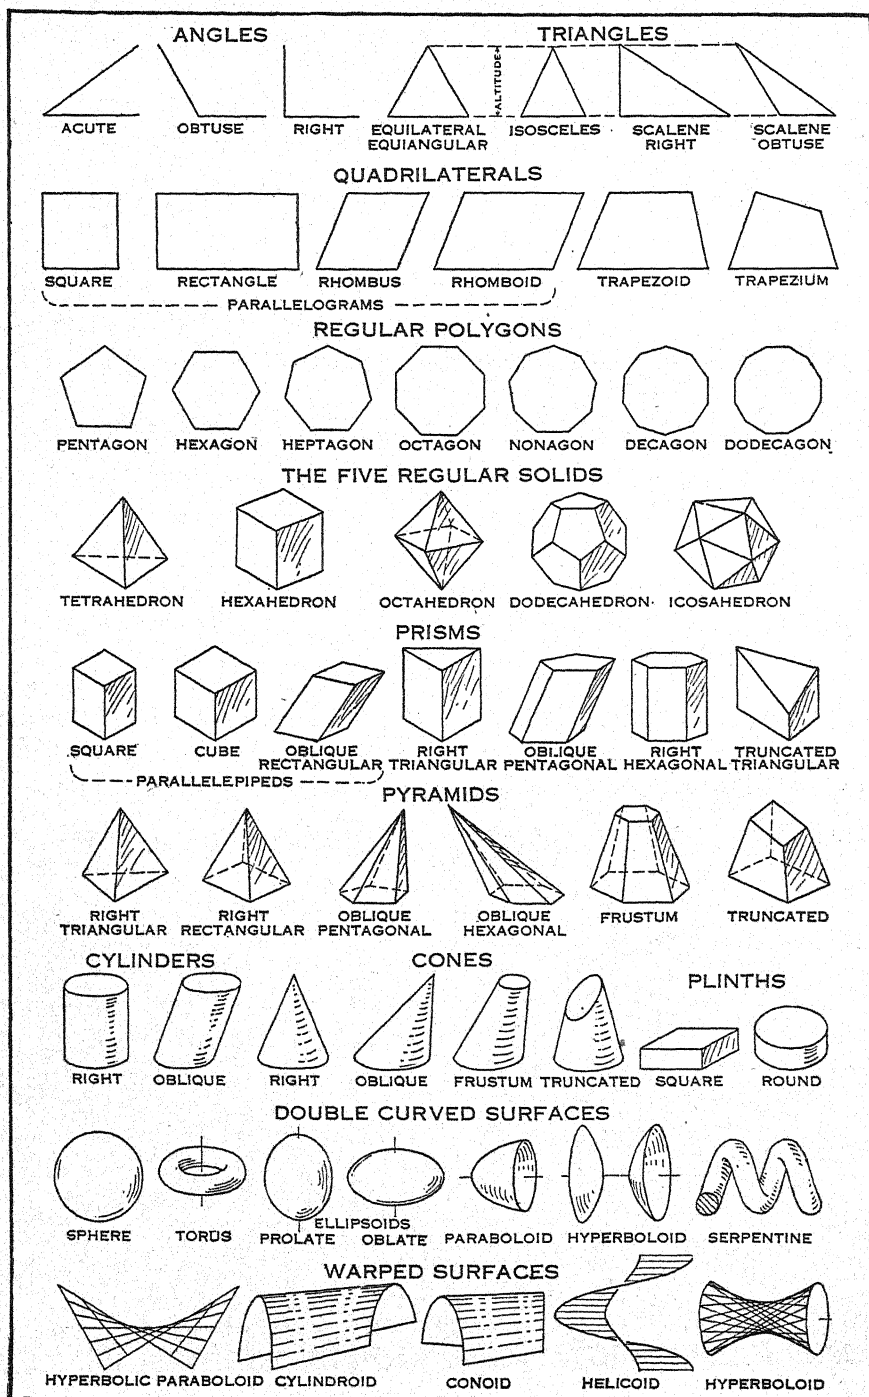 ANGLES TRIANGLES
ALTITUDE
ACUTE OBTUSE RIGHT EQUILATERAL EQUIANGULAR ISOSCELES SCALENE RIGHT SCALENE OBTUSE
QUADRILATERALS
SQUARE RECTANGLE RHOMBUS RHOMBOID TRAPEZOID TRAPEZIUM
PARALLELOGRAMS
REGULAR POLYGONS
PENTAGON HEXAGON HEPTAGON OCTAGON NONAGON DECAGON DODECAGON
THE FIVE REGULAR SOLIDS
TETRAHEDRON HEXAHEDRON OCTAHEDRON DODECAHEDRON ICOSAHEDRON
PRISMS
SQUARE CUBE OBLIQUE RECTANGULAR RIGHT TRIANGULAR OBLIQUE PENTAGONAL RIGHT HEXAGONAL TRUNCATED TRIANGULAR
PARALLELEPIPEDS
PYRAMIDS
RIGHT TRIANGULAR RIGHT RECTANGULAR OBLIQUE PENTAGONAL OBLIQUE HEXAGONAL FRUSTUM TRUNCATED
CYLINDERS CONES PLINTHS
RIGHT OBLIQUE RIGHT OBLIQUE FRUSTUM TRUNCATED SQUARE ROUND
DOUBLE CURVED SURFACES
SPHERE TORUS PROLATE ELLIPSOIDS OBLATE PARABOLOID HYPERBOLOID SERPENTINE
WARPED SURFACES
HYPERBOLIC PARABOLOID CYLINDROID CONOID HELICOID HYPERBOLOID